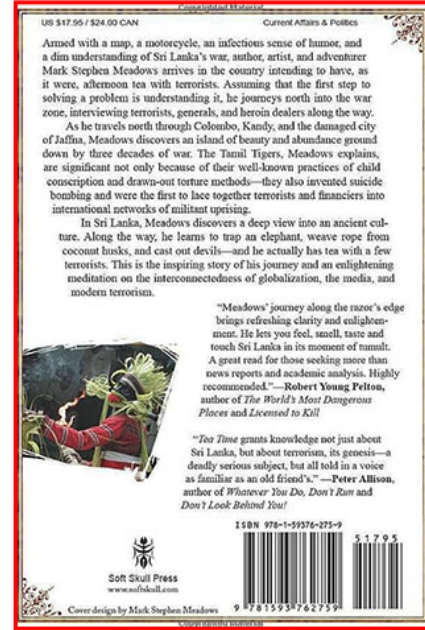 Copyrighted Material
US $17.95 / $24.00 CAN
Current Affairs & Politics
Armed with a map, a motorcycle, an infectious sense of humor, and
a dim understanding of Sri Lanka's war, author, artist, and adventurer
Mark Stephen Meadows arrives in the country intending to have, as
it were, afternoon tea with terrorists. Assuming that the first step to
solving a problem is understanding it, he journeys north into the war
zone, interviewing terrorists, generals, and heroin dealers along the way.
As he travels north through Colombo, Kandy, and the damaged city
of Jaffna, Meadows discovers an island of beauty and abundance ground
down by three decades of war. The Tamil Tigers, Meadows explains,
are significant not only because of their well-known practices of child
conscription and drawn-out torture methods—they also invented suicide
bombing and were the first to lace together terrorists and financiers into
international networks of militant uprising.
In Sri Lanka, Meadows discovers a deep view into an ancient cul-
ture. Along the way, he learns to trap an elephant, weave rope from
coconut husks, and cast out devils—and he actually has tea with a few
terrorists. This is the inspiring story of his journey and an enlightening
meditation on the interconnectedness of globalization, the media, and
modern terrorism.
"Meadows' journey along the razor's edge
brings refreshing clarity and enlighten-
ment. He lets you feel, smell, taste and
touch Sri Lanka in its moment of tumult.
A great read for those seeking more than
news reports and academic analysis. Highly
recommended."—Robert Young Pelton,
author of The World's Most Dangerous
Places and Licensed to Kill
"Tea Time grants knowledge not just about
Sri Lanka, but about terrorism, its genesis—a
deadly serious subject, but all told in a voice
as familiar as an old friend's." —Peter Allison,
author of Whatever You Do, Don't Run and
Don't Look Behind You!
ISBN 978-1-59376-275-9
51795
9 781593 762759
Soft Skull Press
www.softskull.com
Cover design by Mark Stephen Meadows
Copyrighted Material